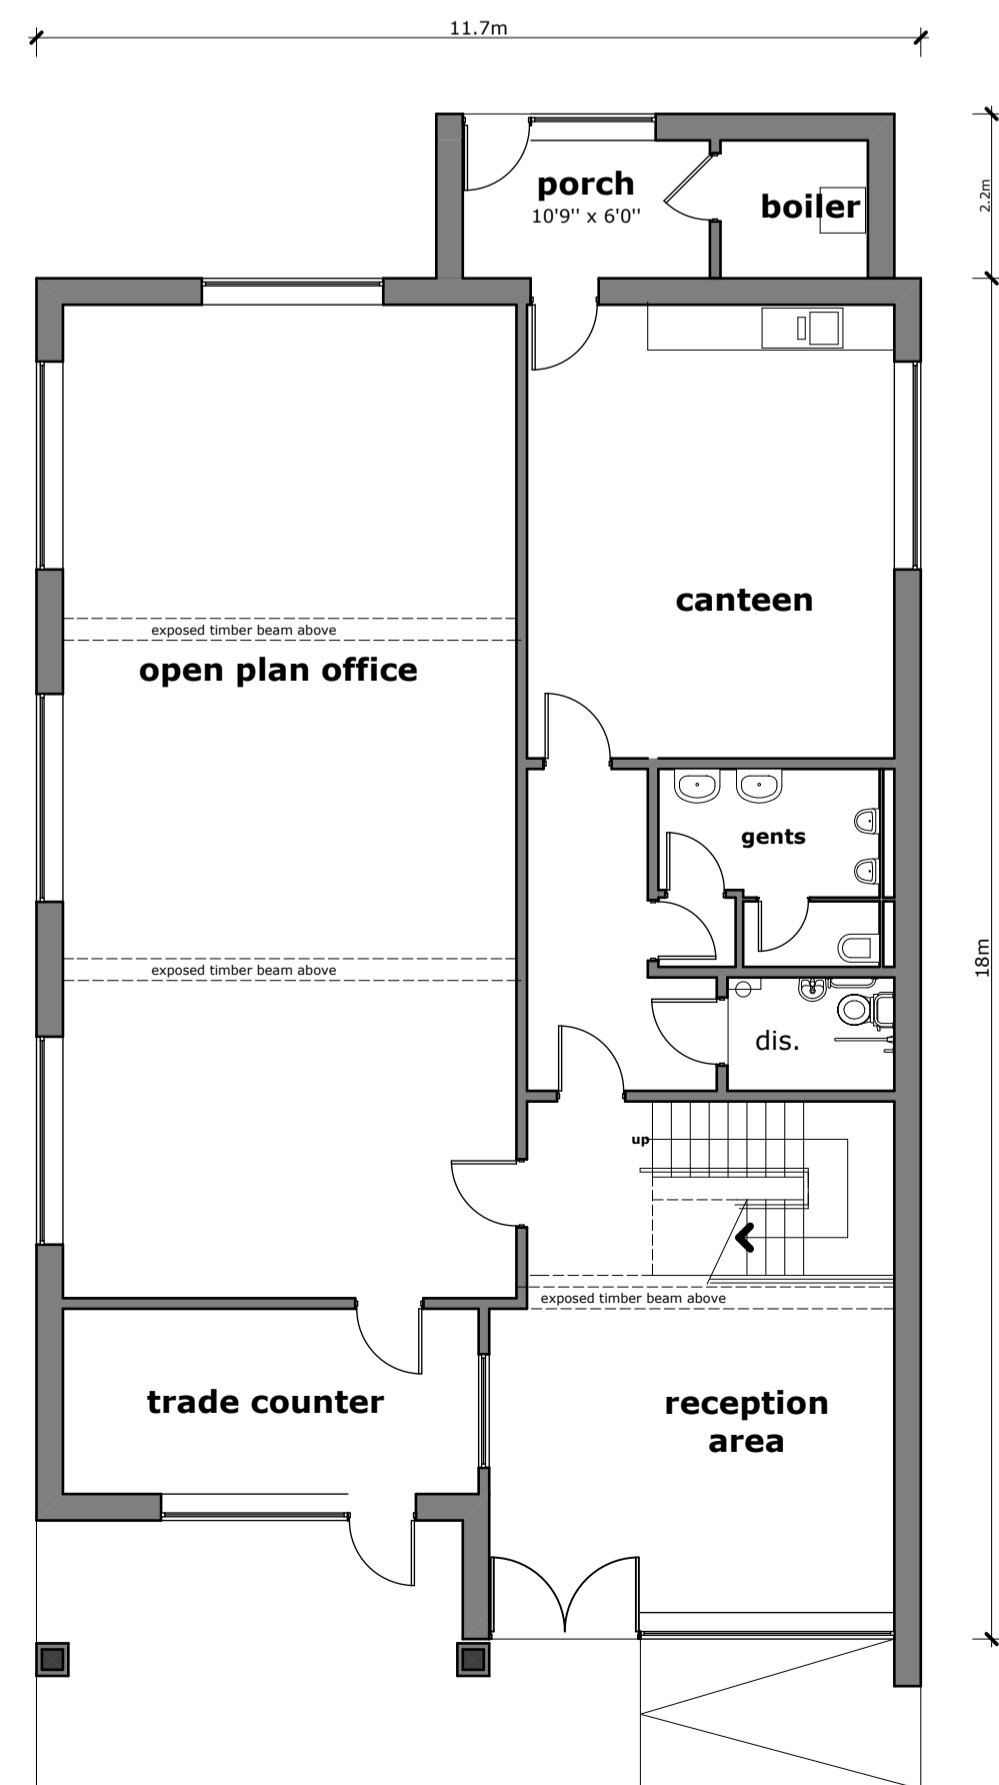 11.7m
porch
10'9" x 6'0"
boiler
2.2m
canteen
exposed timber beam above
open plan office
gents
18m
exposed timber beam above
dis.
up
exposed timber beam above
trade counter
reception
area